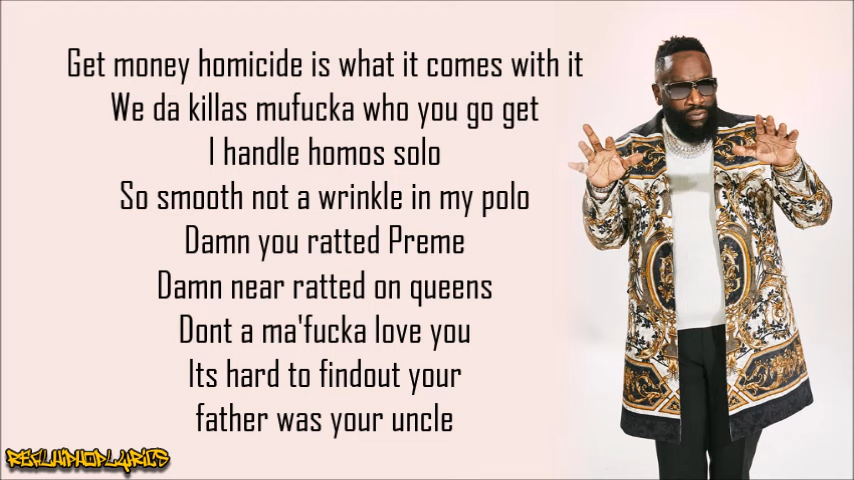 Get money homicide is what it comes with it
We da killas mufucka who you go get
I handle homos solo
So smooth not a wrinkle in my polo
Damn you ratted Preme
Damn near ratted on queens
Dont a ma'fucka love you
Its hard to findout your
father was your uncle
REALHIPHOPLYRICS